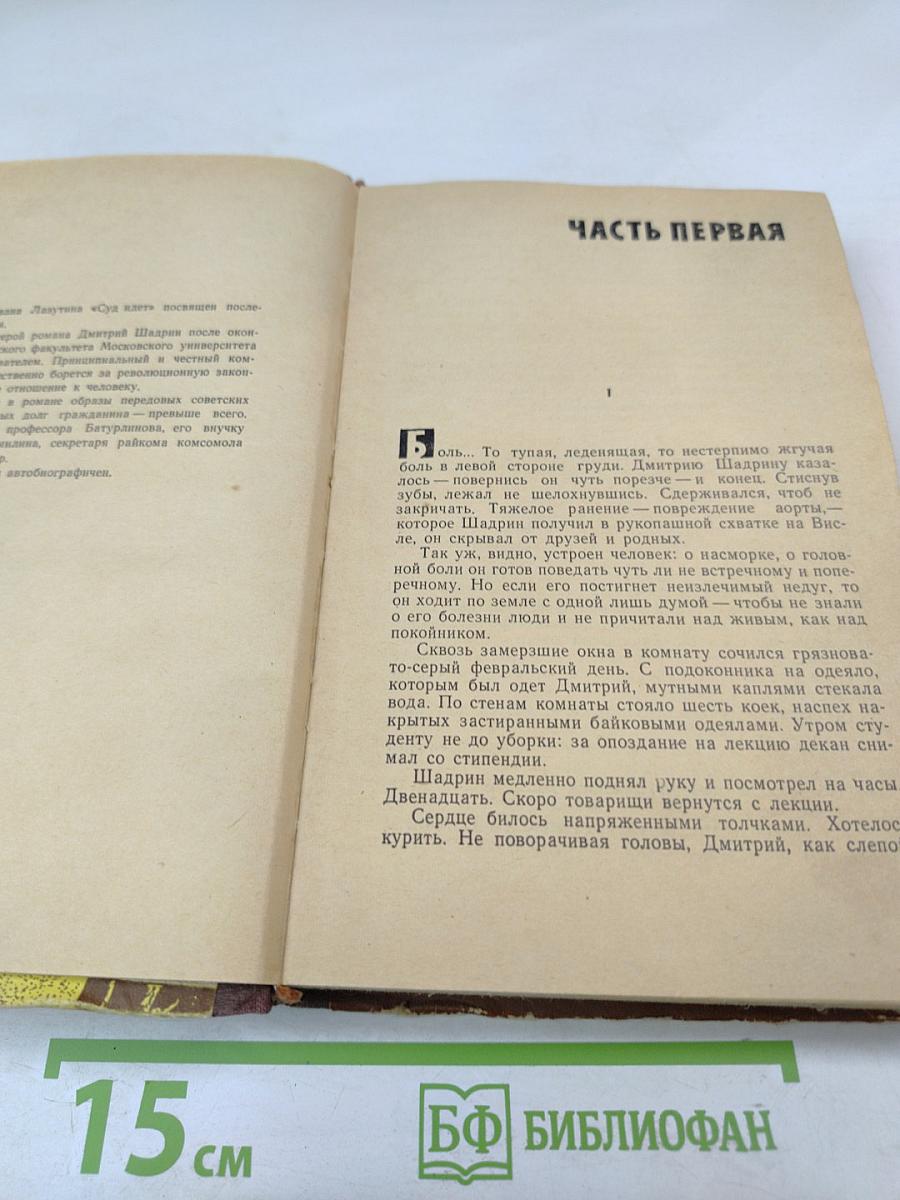 вана Лазутина «Суд идет» посвящен после-
я.
ерой романа Дмитрий Шадрин после окон-
ского факультета Московского университета
вателем. Принципиальный и честный ком-
ественно борется за революционную закон-
е отношение к человеку.
в романе образы передовых советских
ых долг гражданина — превыше всего,
профессора Батурлинова, его внучку
илина, секретаря райкома комсомола
р.
автобиографичен.
ЧАСТЬ ПЕРВАЯ
1
Боль... То тупая, леденящая, то нестерпимо жгучая
боль в левой стороне груди. Дмитрию Шадрину каза-
лось — повернись он чуть порезче — и конец. Стиснув
зубы, лежал не шелохнувшись. Сдерживался, чтоб не
закричать. Тяжелое ранение — повреждение аорты,—
которое Шадрин получил в рукопашной схватке на Вис-
ле, он скрывал от друзей и родных.
Так уж, видно, устроен человек: о насморке, о голов-
ной боли он готов поведать чуть ли не встречному и попе-
речному. Но если его постигнет неизлечимый недуг, то
он ходит по земле с одной лишь думой — чтобы не знали
о его болезни люди и не причитали над живым, как над
покойником.
Сквозь замерзшие окна в комнату сочился грязнова-
то-серый февральский день. С подоконника на одеяло,
которым был одет Дмитрий, мутными каплями стекала
вода. По стенам комнаты стояло шесть коек, наспех на-
крытых застиранными байковыми одеялами. Утром сту-
денту не до уборки: за опоздание на лекцию декан сни-
мал со стипендии.
Шадрин медленно поднял руку и посмотрел на часы.
Двенадцать. Скоро товарищи вернутся с лекции.
Сердце билось напряженными толчками. Хотелос
курить. Не поворачивая головы, Дмитрий, как слепо
15 см
БФ БИБЛИОФАН